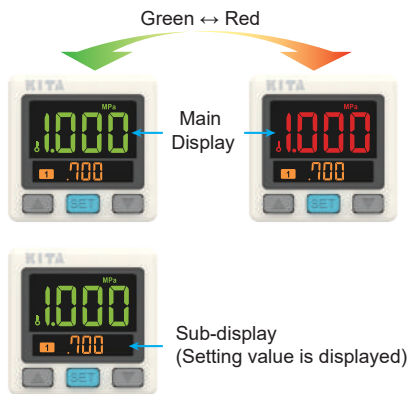 Green ↔ Red
KITA
MPa
1.000
1 .700
SET
Main
Display
KITA
MPa
1.000
1 .700
SET
KITA
MPa
1.000
1 .700
SET
Sub-display
(Setting value is displayed)